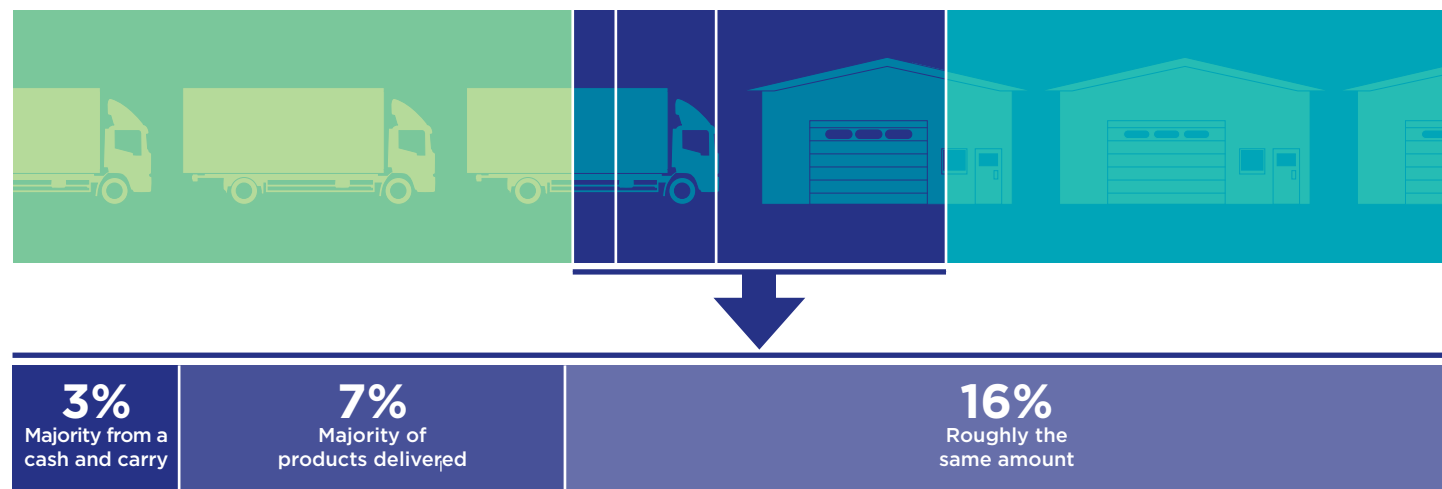 3%
Majority from a
cash and carry
7%
Majority of
products delivered
16%
Roughly the
same amount